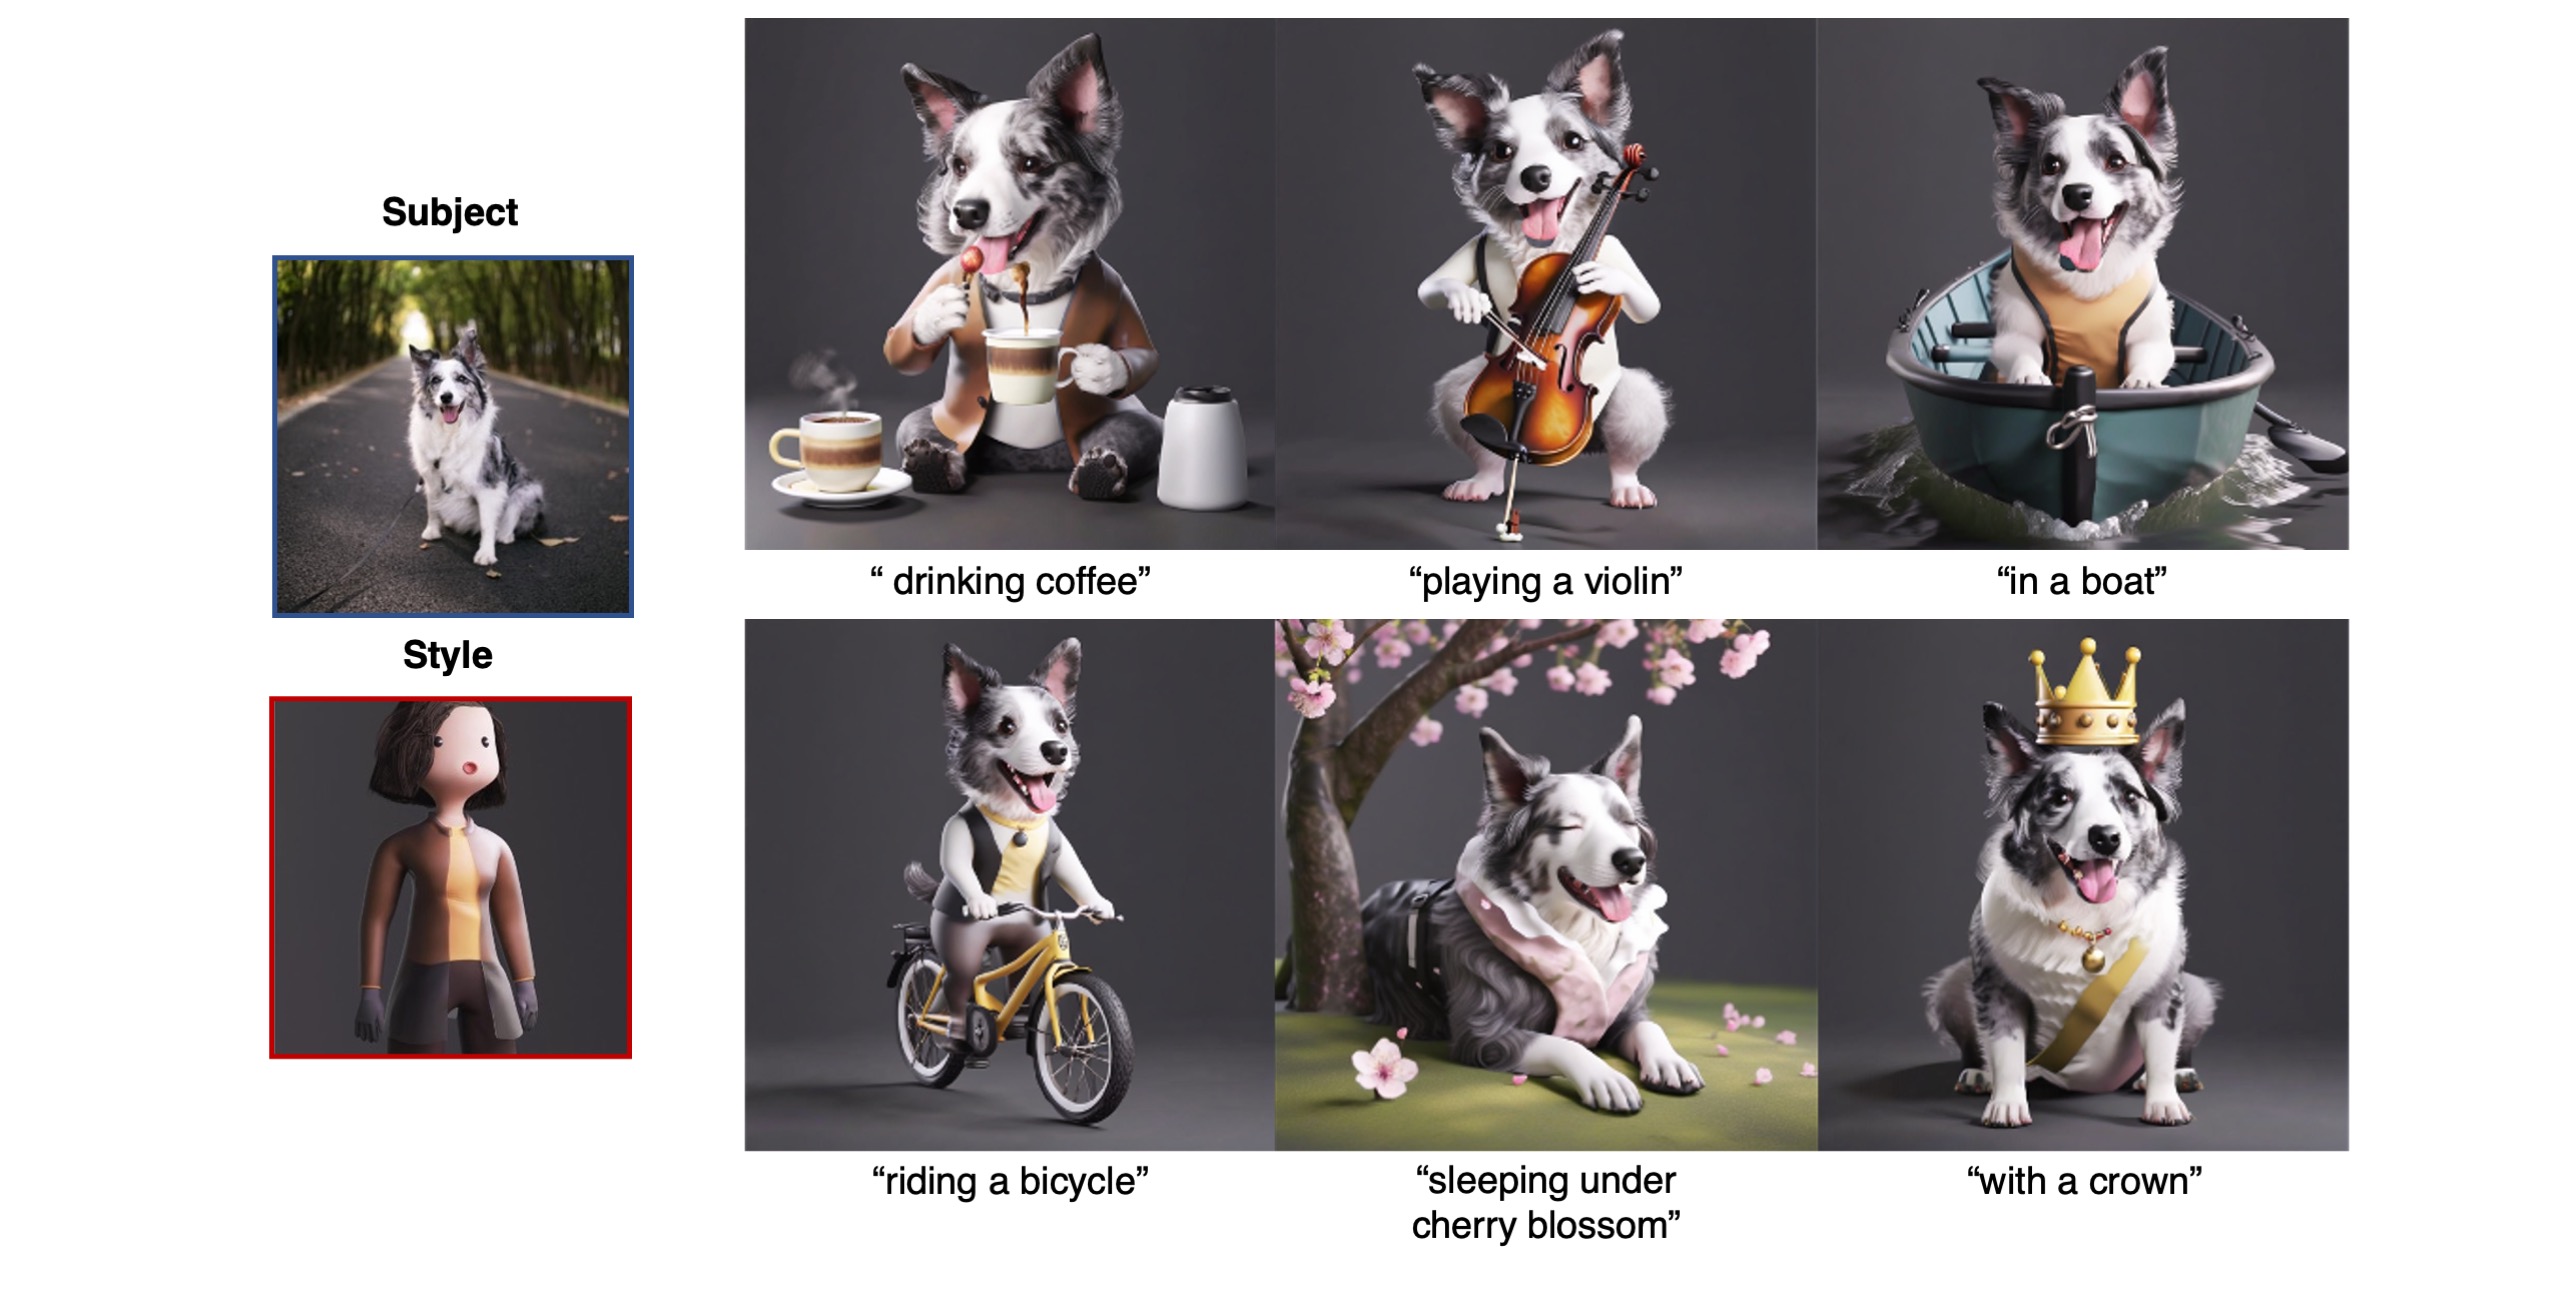 Subject
Style
“ drinking coffee”
“playing a violin”
“in a boat”
“riding a bicycle”
“sleeping under
cherry blossom”
“with a crown”